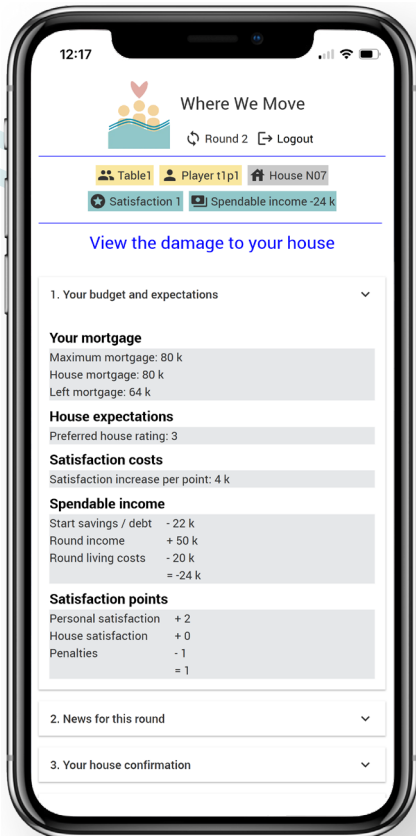 12:17
Where We Move
Round 2 Logout
Table1 Player t1p1 House N07
Satisfaction 1 Spendable income -24 k
View the damage to your house
1. Your budget and expectations
Your mortgage
Maximum mortgage: 80 k
House mortgage: 80 k
Left mortgage: 64 k
House expectations
Preferred house rating: 3
Satisfaction costs
Satisfaction increase per point: 4 k
Spendable income
Start savings / debt - 22 k
Round income + 50 k
Round living costs - 20 k
= -24 k
Satisfaction points
Personal satisfaction + 2
House satisfaction + 0
Penalties - 1
= 1
2. News for this round
3. Your house confirmation